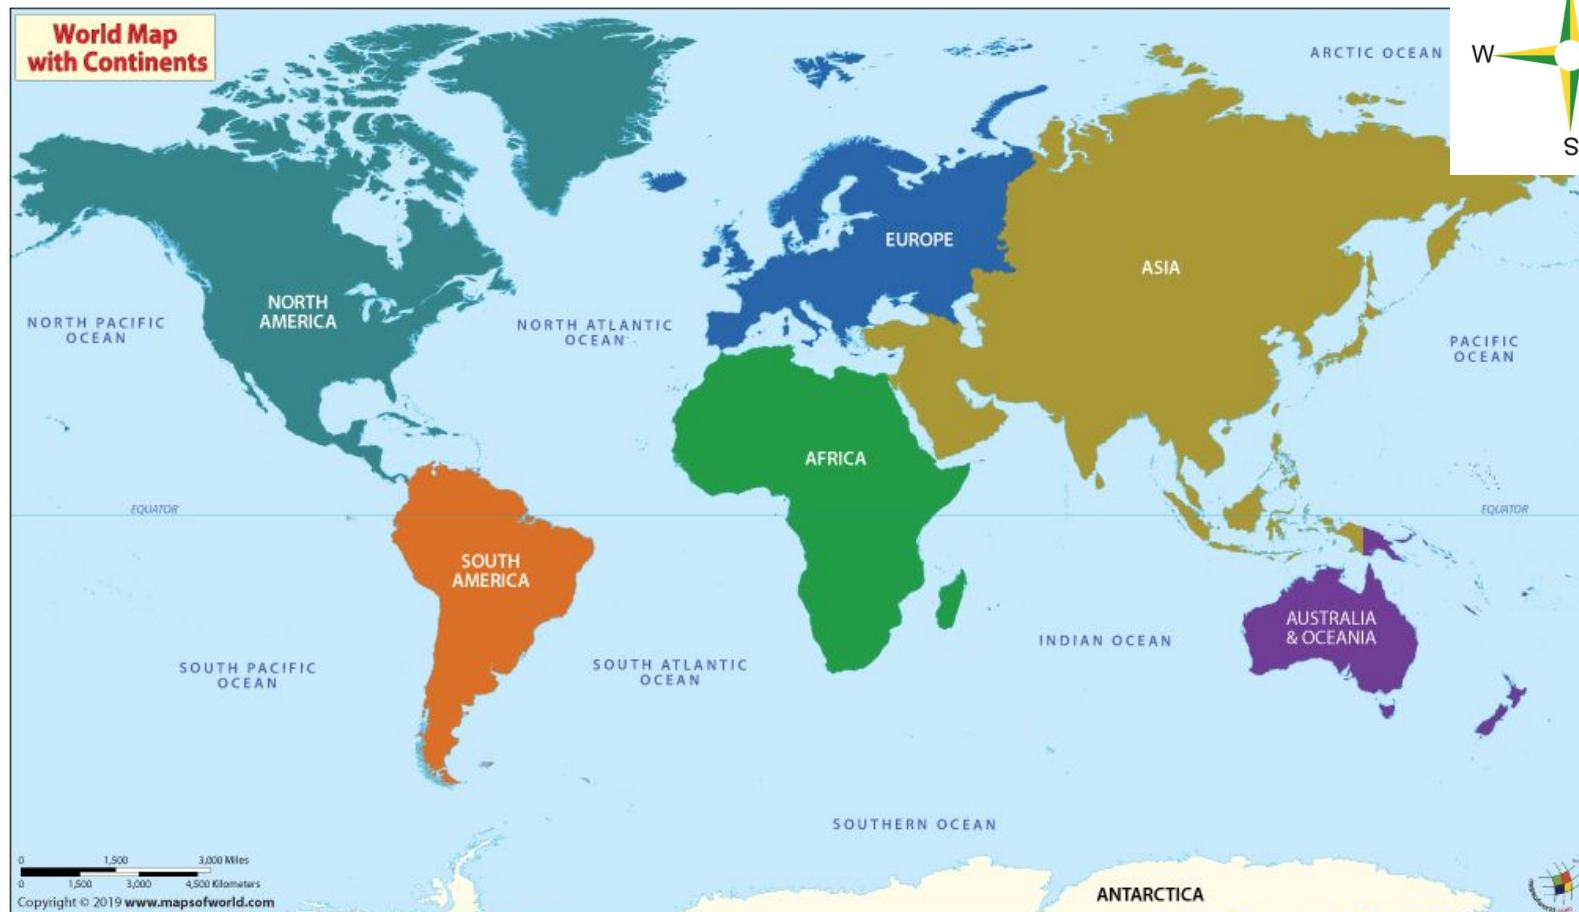 World Map
with Continents
ARCTIC OCEAN
W
S
EUROPE
ASIA
NORTH
AMERICA
NORTH PACIFIC
OCEAN
NORTH ATLANTIC
OCEAN
PACIFIC
OCEAN
AFRICA
EQUATOR
EQUATOR
SOUTH
AMERICA
AUSTRALIA
& OCEANIA
INDIAN OCEAN
SOUTH PACIFIC
OCEAN
SOUTH ATLANTIC
OCEAN
SOUTHERN OCEAN
0 1,500 3,000 Miles
0 1,500 3,000 4,500 Kilometers
ANTARCTICA
Copyright © 2019 www.mapsofworld.com